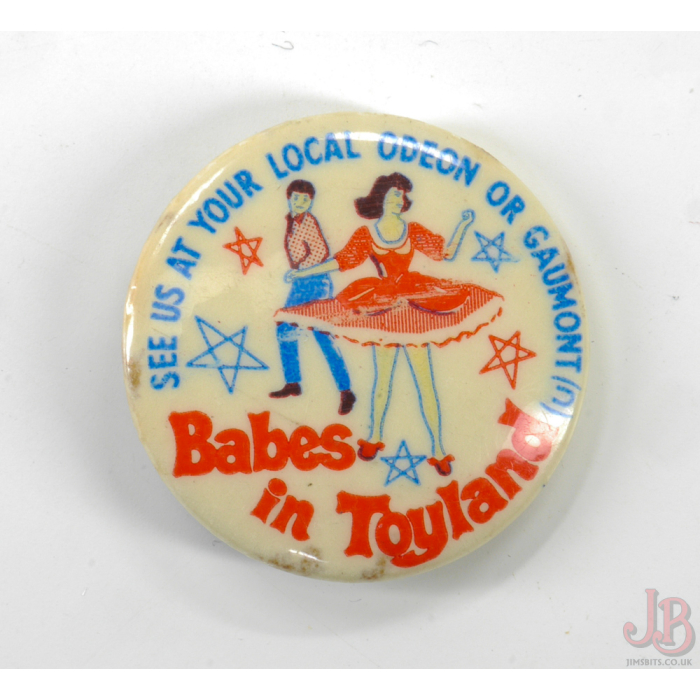 SEE US AT YOUR LOCAL ODEON OR GAUMONT (U)
Babes
in Toyland
JB
JIMSBITS.CO.UK